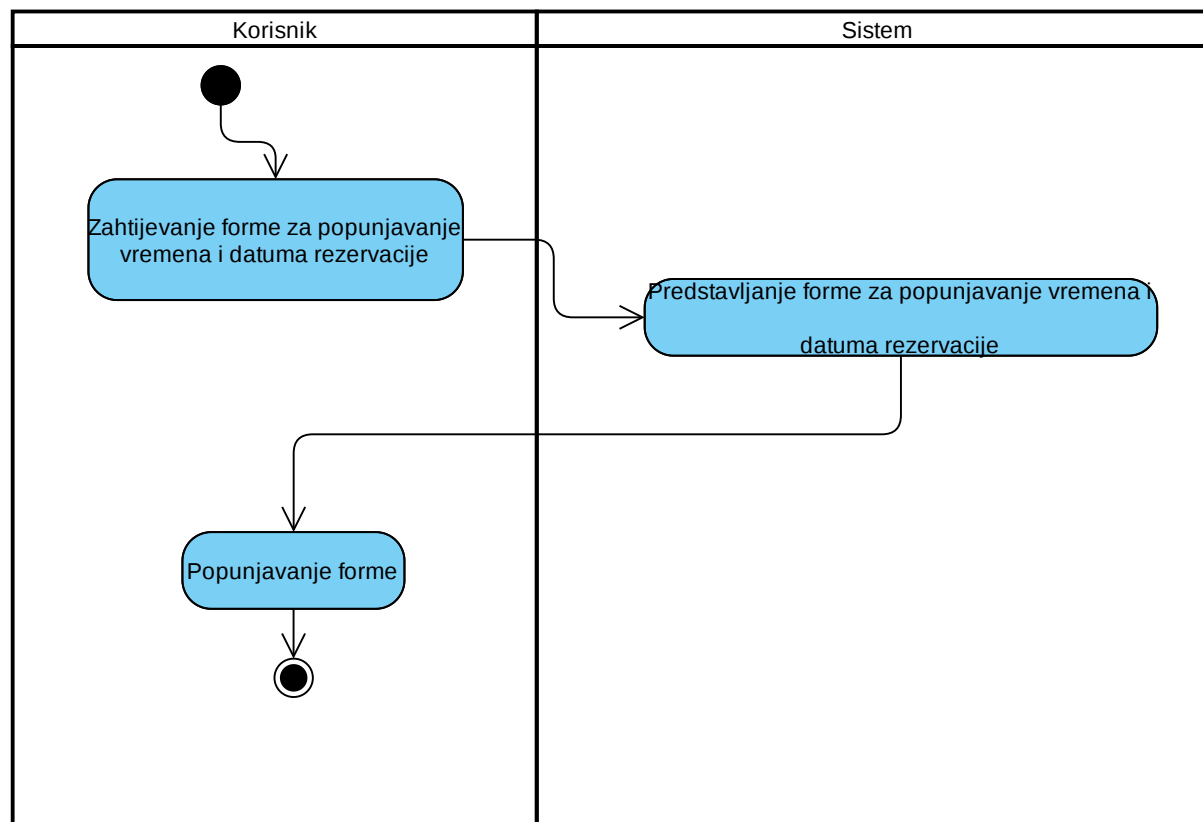 Korisnik
Sistem
Zahtijevanje forme za popunjavanje
vremena i datuma rezervacije
Predstavljanje forme za popunjavanje vremena i
datuma rezervacije
Popunjavanje forme